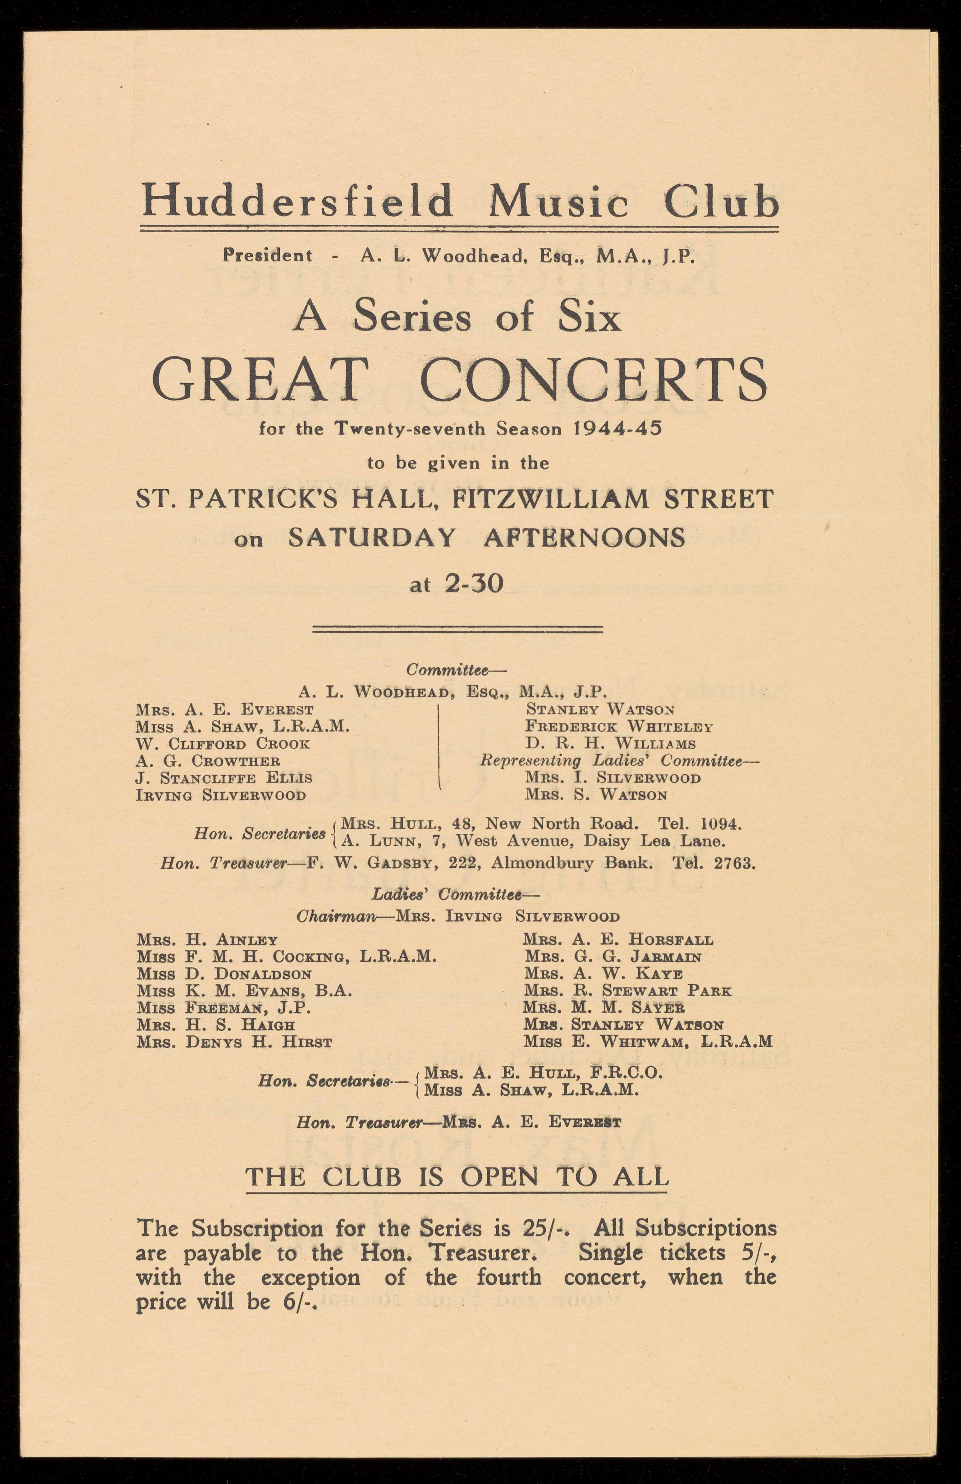 Huddersfield Music Club
President - A. L. Woodhead, Esq., M.A., J.P.
A Series of Six
GREAT CONCERTS
for the Twenty-seventh Season 1944-45
to be given in the
ST. PATRICK'S HALL, FITZWILLIAM STREET
on SATURDAY AFTERNOONS
at 2-30
Committee—
A. L. WOODHEAD, ESQ., M.A., J.P.
MRS. A. E. EVEREST
MISS A. SHAW, L.R.A.M.
W. CLIFFORD CROOK
A. G. CROWTHER
J. STANCLIFFE ELLIS
IRVING SILVERWOOD
STANLEY WATSON
FREDERICK WHITELEY
D. R. H. WILLIAMS
Representing Ladies' Committee—
MRS. I. SILVERWOOD
MRS. S. WATSON
Hon. Secretaries { MRS. HULL, 48, New North Road. Tel. 1094.
A. LUNN, 7, West Avenue, Daisy Lea Lane.
Hon. Treasurer—F. W. GADSBY, 222, Almondbury Bank. Tel. 2763.
Ladies' Committee—
Chairman—MRS. IRVING SILVERWOOD
MRS. H. AINLEY
MISS F. M. H. COCKING, L.R.A.M.
MISS D. DONALDSON
MISS K. M. EVANS, B.A.
MISS FREEMAN, J.P.
MRS. H. S. HAIGH
MRS. DENYS H. HIRST
MRS. A. E. HORSFALL
MRS. G. G. JARMAIN
MRS. A. W. KAYE
MRS. R. STEWART PARK
MRS. M. M. SAYER
MRS. STANLEY WATSON
MISS E. WHITWAM, L.R.A.M
Hon. Secretaries— { MRS. A. E. HULL, F.R.C.O.
MISS A. SHAW, L.R.A.M.
Hon. Treasurer—MRS. A. E. EVEREST
THE CLUB IS OPEN TO ALL
The Subscription for the Series is 25/-. All Subscriptions
are payable to the Hon. Treasurer. Single tickets 5/-,
with the exception of the fourth concert, when the
price will be 6/-.